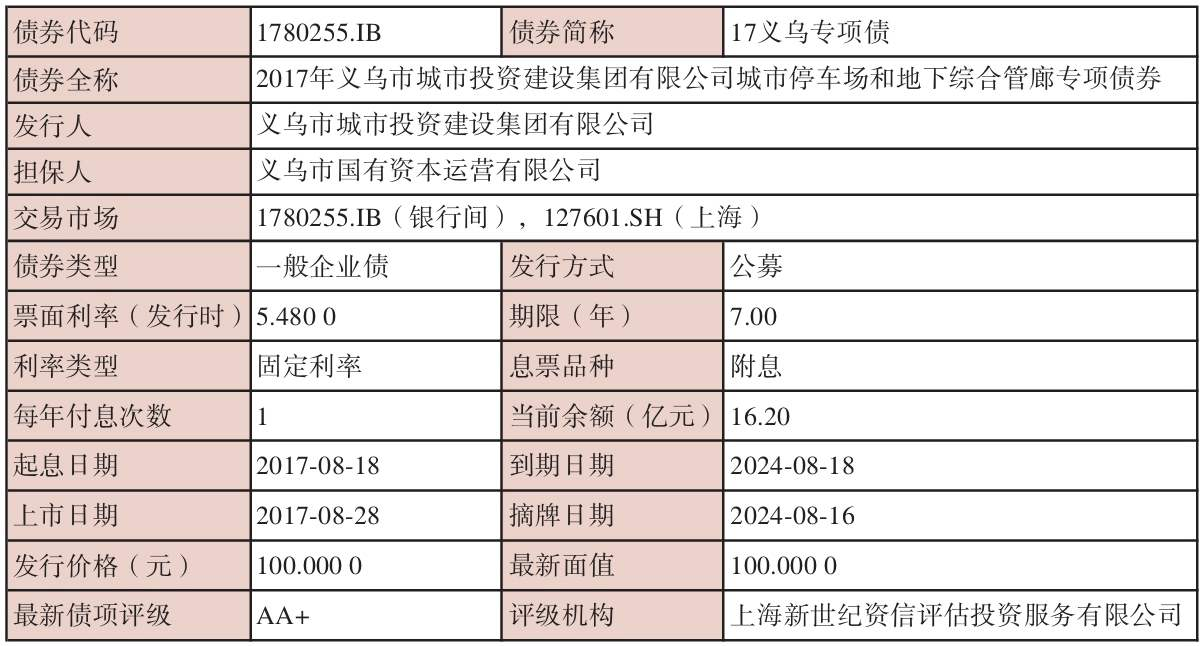 债券代码 1780255.IB 债券简称 17义乌专项债
债券全称 2017年义乌市城市投资建设集团有限公司城市停车场和地下综合管廊专项债券
发行人 义乌市城市投资建设集团有限公司
担保人 义乌市国有资本运营有限公司
交易市场 1780255.IB（银行间），127601.SH（上海）
债券类型 一般企业债 发行方式 公募
票面利率（发行时） 5.480 0 期限（年） 7.00
利率类型 固定利率 息票品种 附息
每年付息次数 1 当前余额（亿元） 16.20
起息日期 2017-08-18 到期日期 2024-08-18
上市日期 2017-08-28 摘牌日期 2024-08-16
发行价格（元） 100.000 0 最新面值 100.000 0
最新债项评级 AA+ 评级机构 上海新世纪资信评估投资服务有限公司